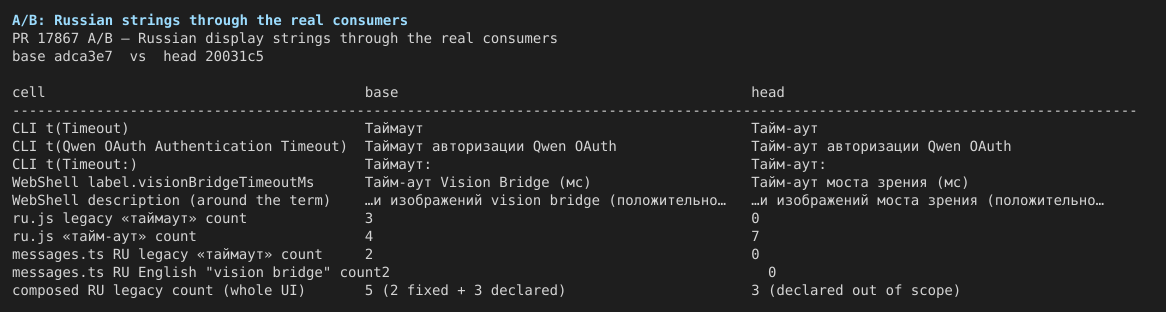 A/B: Russian strings through the real consumers
PR 17867 A/B — Russian display strings through the real consumers
base adca3e7  vs  head 20031c5
cell                                       base                                           head
-----------------------------------------------------------------------------------------------------------------------------------------
CLI t(Timeout)                             Таймаут                                        Тайм-аут
CLI t(Qwen OAuth Authentication Timeout)   Таймаут авторизации Qwen OAuth                 Тайм-аут авторизации Qwen OAuth
CLI t(Timeout:)                            Таймаут:                                       Тайм-аут:
WebShell label.visionBridgeTimeoutMs       Тайм-аут Vision Bridge (мс)                    Тайм-аут моста зрения (мс)
WebShell description (around the term)     …и изображений vision bridge (положительно…    …и изображений моста зрения (положительно…
ru.js legacy «таймаут» count               3                                              0
ru.js «тайм-аут» count                     4                                              7
messages.ts RU legacy «таймаут» count      2                                              0
messages.ts RU English "vision bridge" count2                                              0
composed RU legacy count (whole UI)        5 (2 fixed + 3 declared)                       3 (declared out of scope)